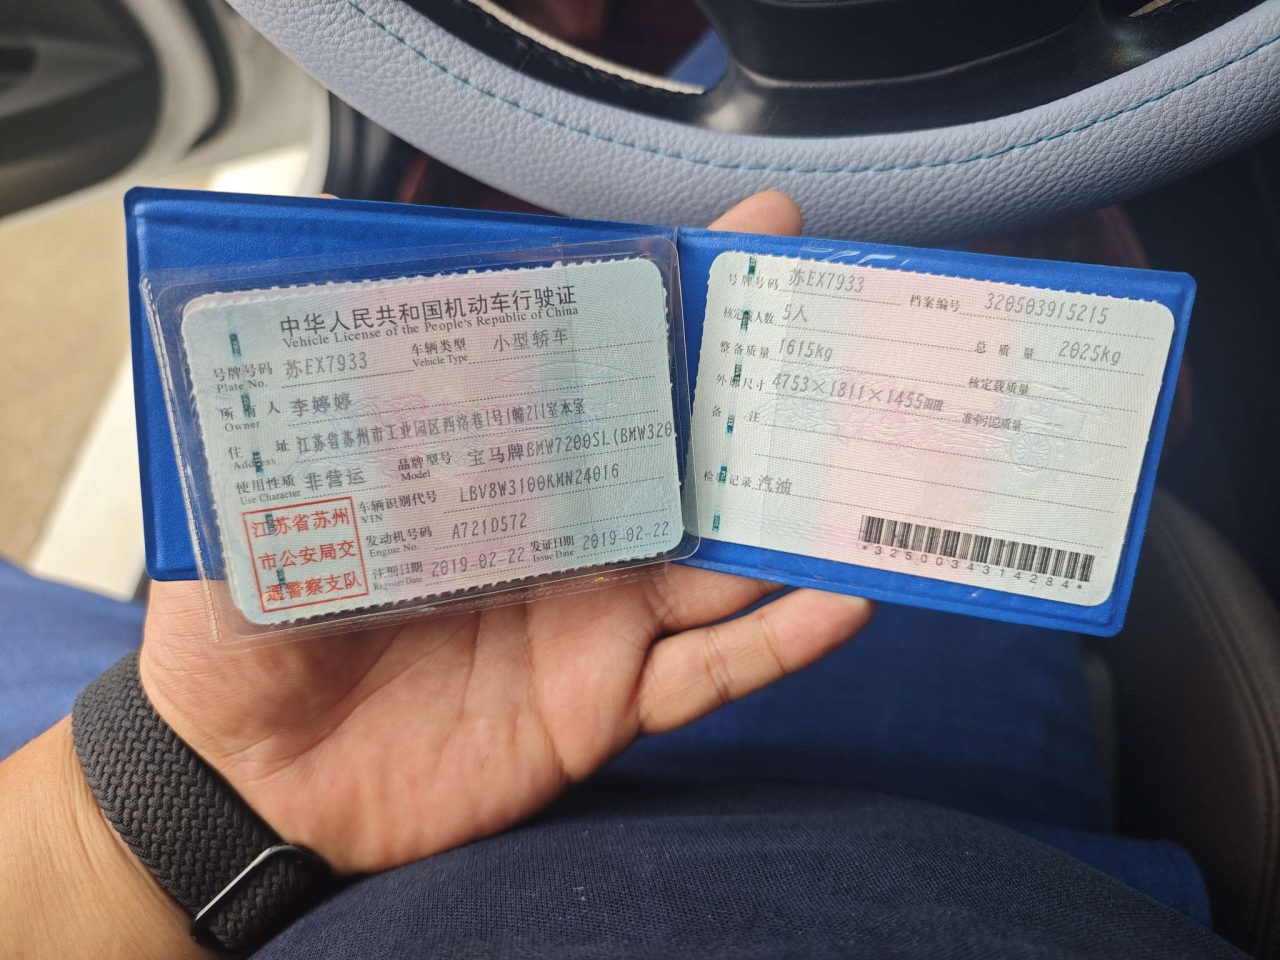 中华人民共和国机动车行驶证
Vehicle License of the People's Republic of China
号牌号码 苏EX7933 车辆类型 小型轿车
Plate No. Vehicle Type
所有人 李婷婷
Owner
住址 江苏省苏州市工业园区西洛巷1号1幢211室本室
Address
使用性质 非营运 品牌型号 宝马牌BMW7200SL(BMW320
Use Character Model
江苏省苏州
市公安局交
通警察支队
车辆识别代号 LBV8W3100KMN24016
VIN
发动机号码 A721D572
Engine No.
注册日期 2019-02-22 发证日期 2019-02-22
Register Date Issue Date
号牌号码 苏EX7933 档案编号 320503915215
核定载人数 5人 总质量 2025kg
整备质量 1615kg 核定载质量 —
外廓尺寸 4753×1811×1455mm 准牵引总质量 —
备注
检验记录 汽油
*3250034314284*